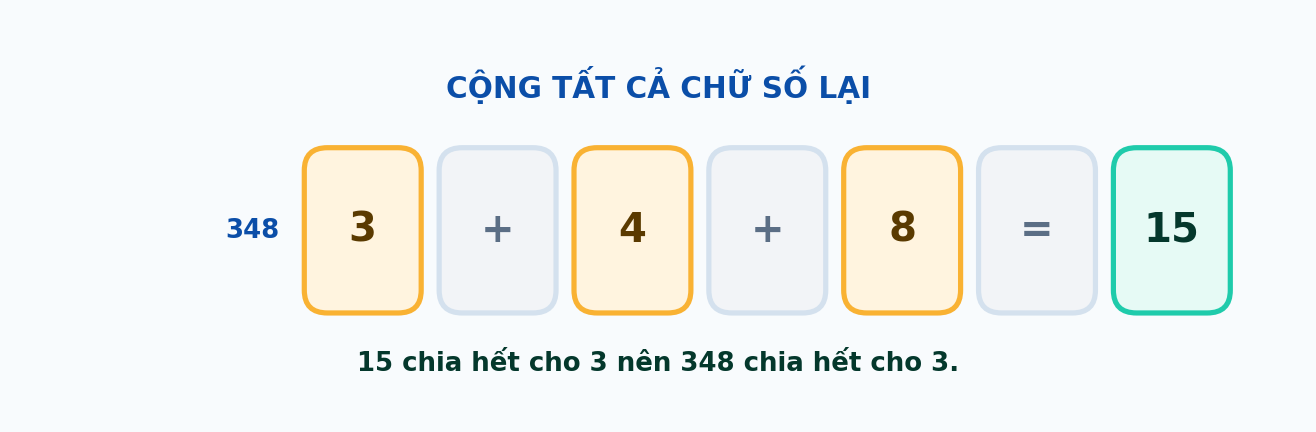 CỘNG TẤT CẢ CHỮ SỐ LẠI
348 3 + 4 + 8 = 15
15 chia hết cho 3 nên 348 chia hết cho 3.